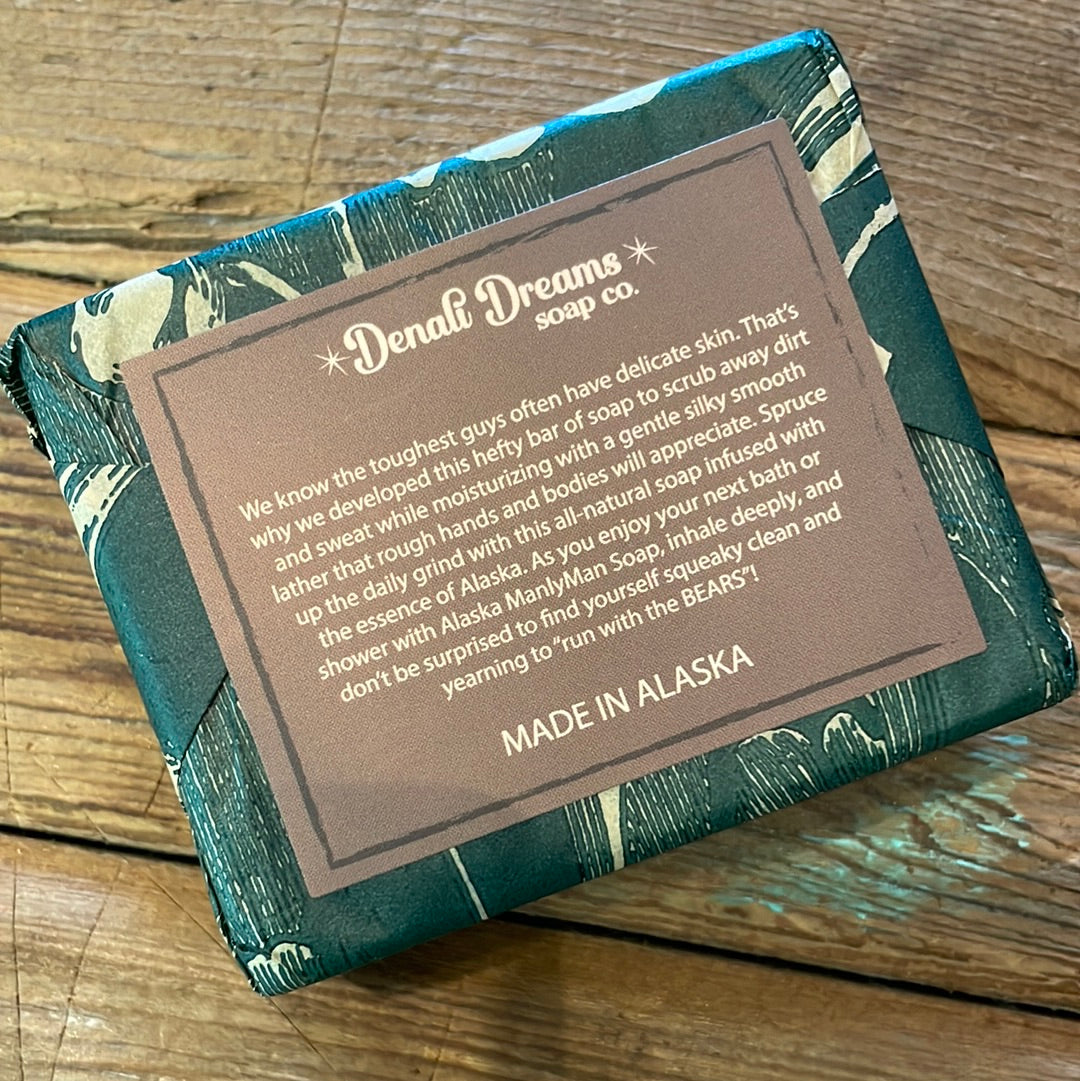 Denali Dreams
soap co.
We know the toughest guys often have delicate skin. That's
why we developed this hefty bar of soap to scrub away dirt
and sweat while moisturizing with a gentle silky smooth
lather that rough hands and bodies will appreciate. Spruce
up the daily grind with this all-natural soap infused with
the essence of Alaska. As you enjoy your next bath or
shower with Alaska ManlyMan Soap, inhale deeply, and
don't be surprised to find yourself squeaky clean and
yearning to "run with the BEARS"!
MADE IN ALASKA